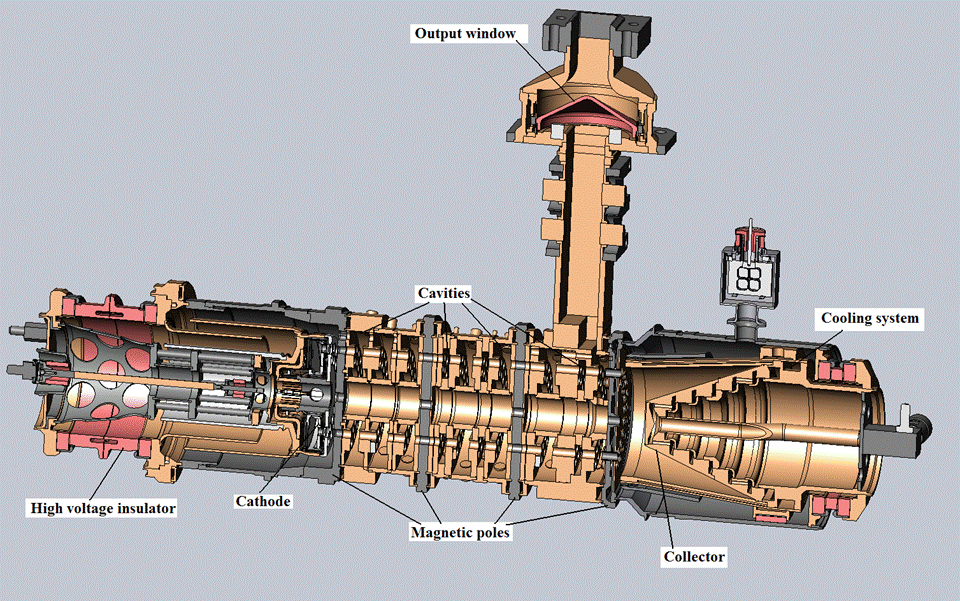 Output window
Cavities
Cooling system
High voltage insulator
Cathode
Magnetic poles
Collector